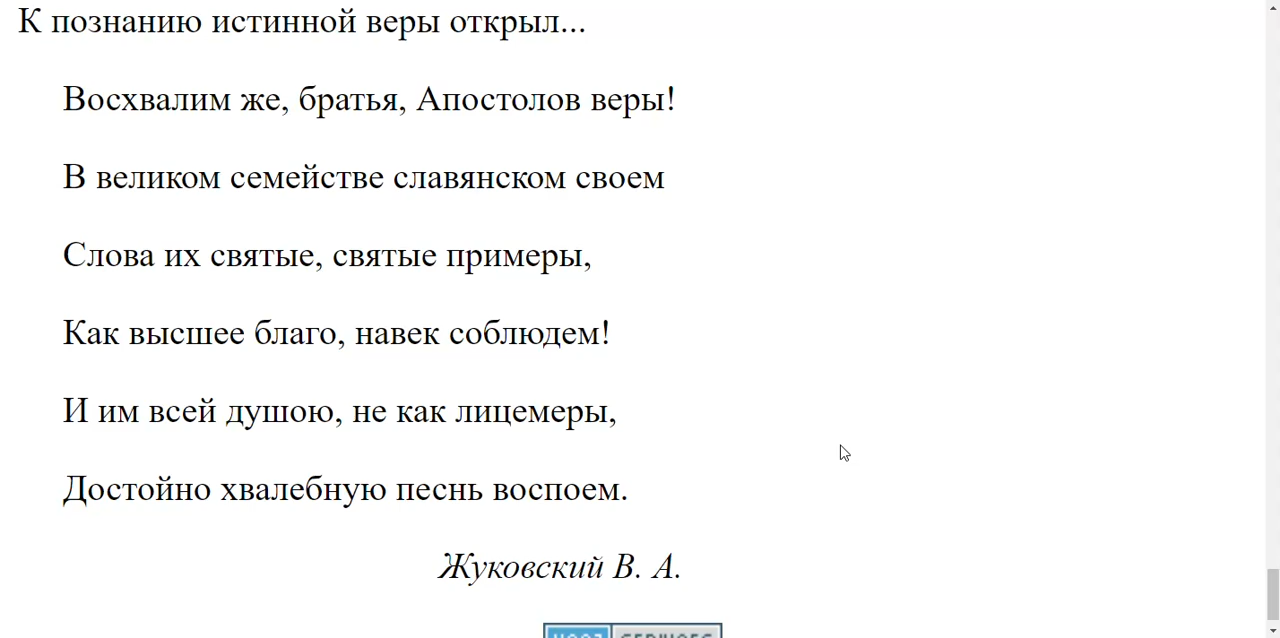 К познанию истинной веры открыл...
Восхвалим же, братья, Апостолов веры!
В великом семействе славянском своем
Слова их святые, святые примеры,
Как высшее благо, навек соблюдем!
И им всей душою, не как лицемеры,
Достойно хвалебную песнь воспоем.
Жуковский В. А.